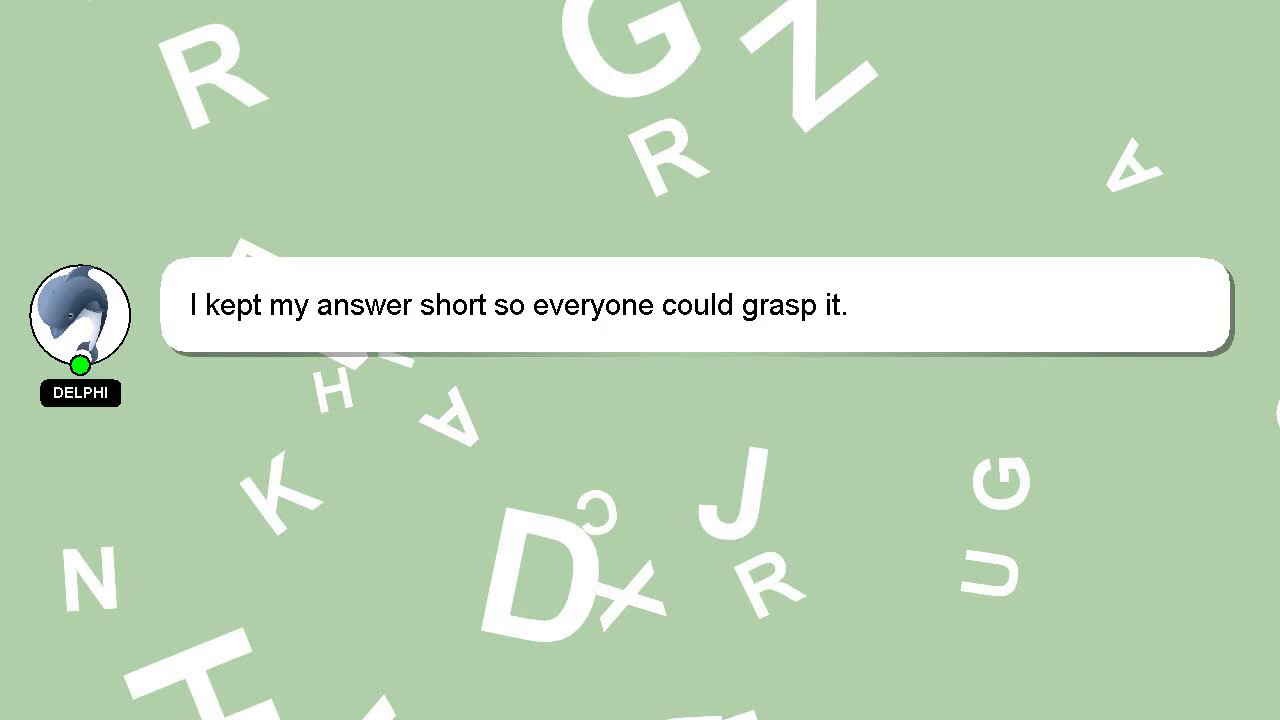 R
G
Z
R
A
I kept my answer short so everyone could grasp it.
DELPHI
H
A
K
G
J
C
D
N
X
R
U